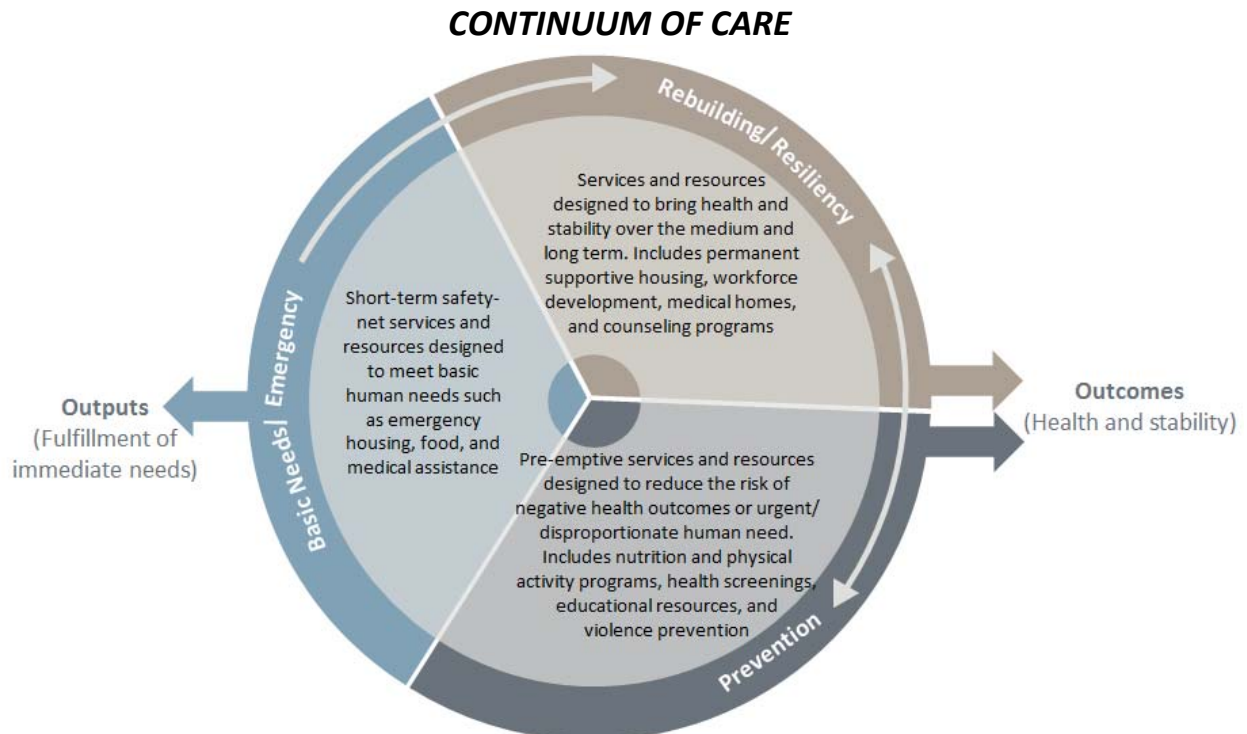 CONTINUUM OF CARE
Rebuilding/ Resiliency
Services and resources
designed to bring health and
stability over the medium and
long term. Includes permanent
supportive housing, workforce
development, medical homes,
and counseling programs
Basic Needs/ Emergency
Short-term safety-
net services and
resources designed
to meet basic
human needs such
as emergency
housing, food, and
medical assistance
Outputs
(Fulfillment of
immediate needs)
Outcomes
(Health and stability)
Pre-emptive services and resources
designed to reduce the risk of
negative health outcomes or urgent/
disproportionate human need.
Includes nutrition and physical
activity programs, health screenings,
educational resources, and
violence prevention
Prevention